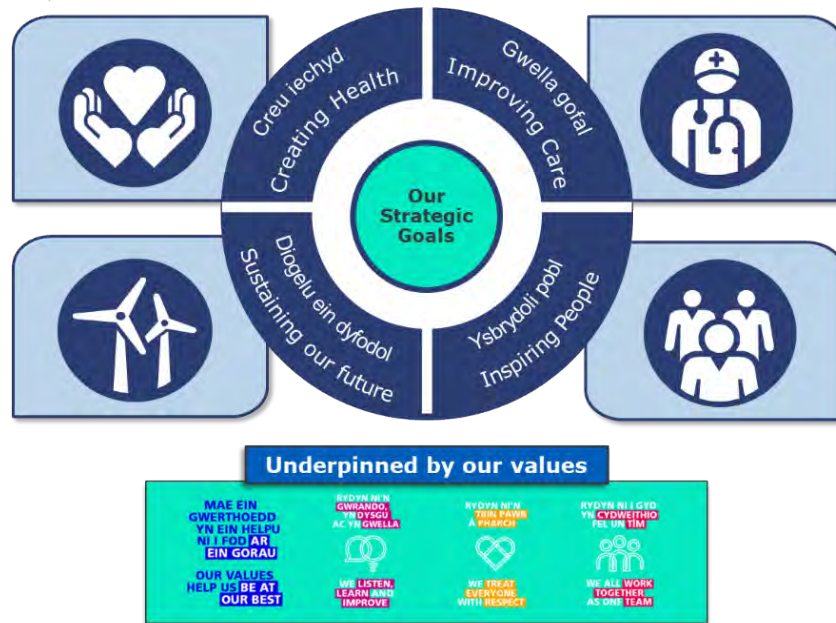 Creu iechyd
Creating Health
Gwella gofal
Improving Care
Our
Strategic
Goals
Diogelu ein dyfodol
Sustaining our future
Ysbrydoli pobl
Inspiring People
Underpinned by our values
MAE EIN
GWERTHOEDD
YN EIN HELPU
NI I FOD AR
EIN GORAU
OUR VALUES
HELP US BE AT
OUR BEST
RYDYN NI'N
GWRANDO,
YN DYSGU
AC YN GWELLA
WE LISTEN,
LEARN AND
IMPROVE
RYDYN NI'N
TRIN PAWB
Â PHARCH
WE TREAT
EVERYONE
WITH RESPECT
RYDYN NI I GYD
YN CYDWEITHIO
FEL UN TÎM
WE ALL WORK
TOGETHER
AS ONE TEAM